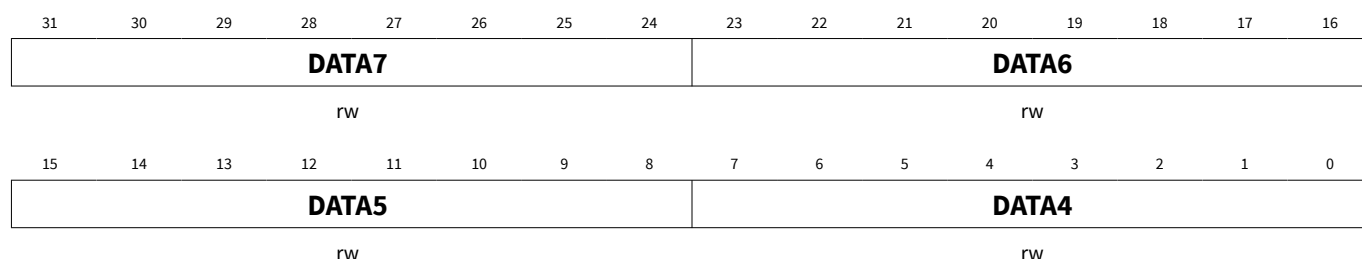 31 30 29 28 27 26 25 24 23 22 21 20 19 18 17 16
DATA7 DATA6
rw rw
15 14 13 12 11 10 9 8 7 6 5 4 3 2 1 0
DATA5 DATA4
rw rw